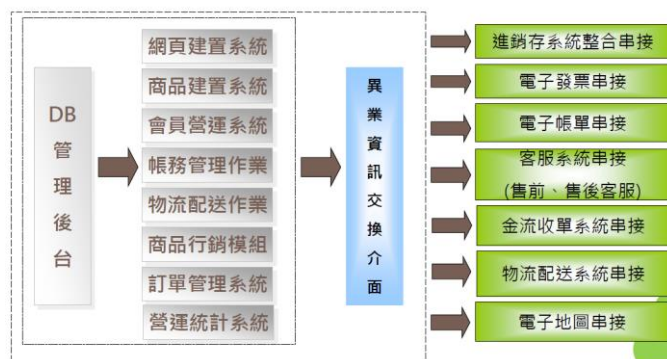 DB
管
理
後
台
網頁建置系統
商品建置系統
會員營運系統
帳務管理作業
物流配送作業
商品行銷模組
訂單管理系統
營運統計系統
異
業
資
訊
交
換
介
面
進銷存系統整合串接
電子發票串接
電子帳單串接
客服系統串接
(售前、售後客服)
金流收單系統串接
物流配送系統串接
電子地圖串接